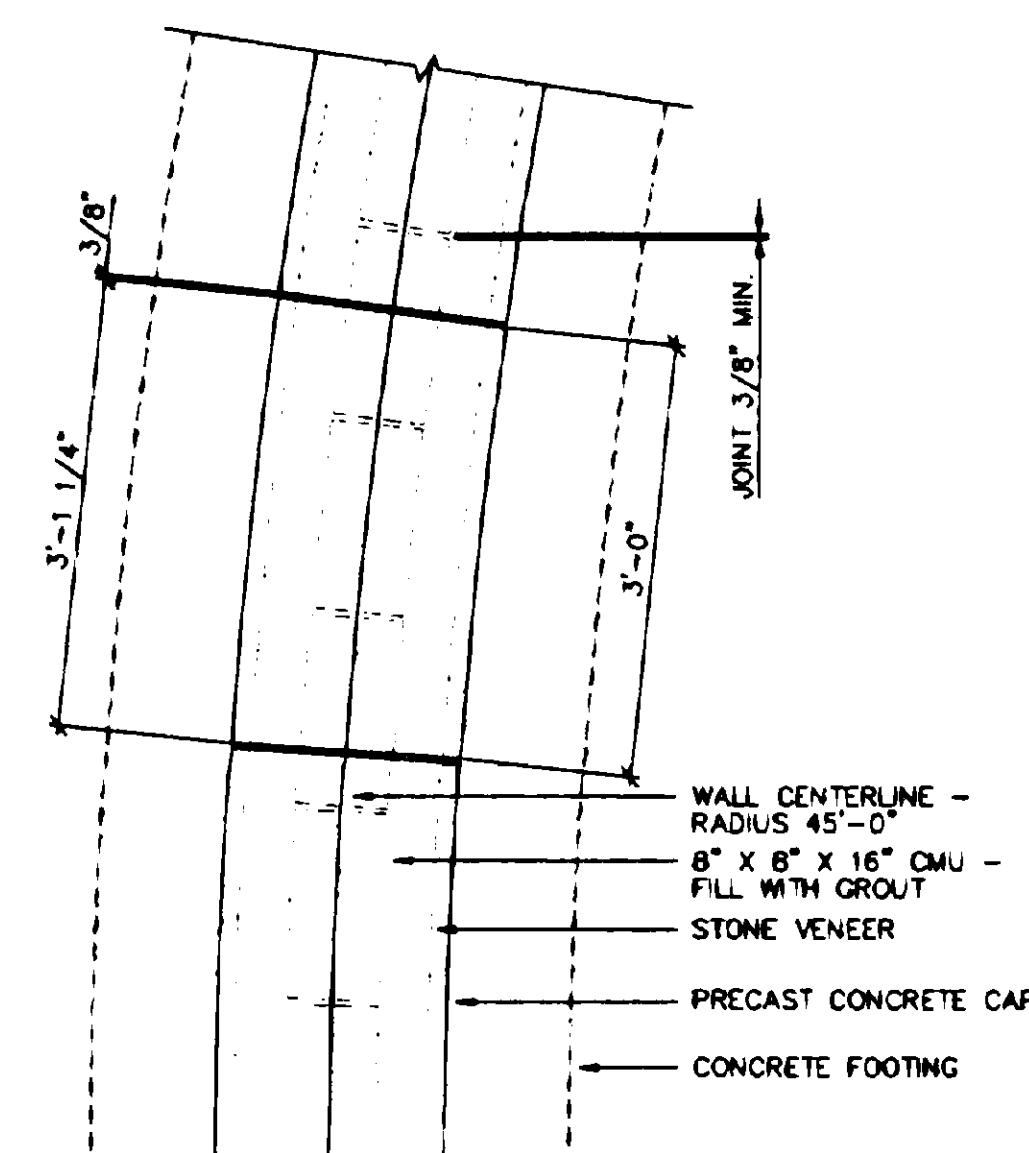 3/8"
JOINT 3/8" MIN.
3'-1 1/4"
3'-0"
WALL CENTERLINE -
RADIUS 45'-0"
8" X 8" X 16" CMU -
FILL WITH GROUT
STONE VENEER
PRECAST CONCRETE CAP
CONCRETE FOOTING